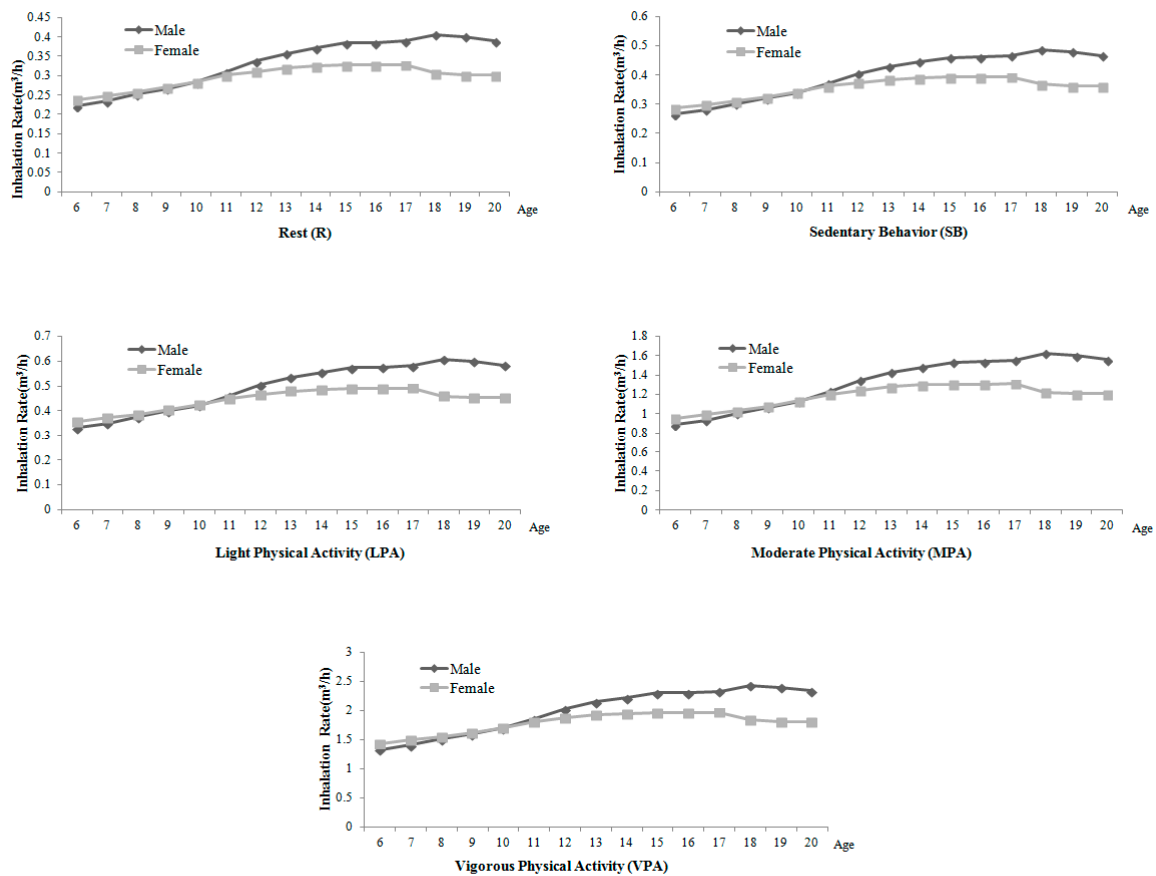 0.45
0.4
0.35
0.3
0.25
0.2
0.15
0.1
0.05
0
Inhalation Rate(m³/h)
Male
Female
6 7 8 9 10 11 12 13 14 15 16 17 18 19 20 Age
Rest (R)
0.6
0.5
0.4
0.3
0.2
0.1
0
Inhalation Rate(m³/h)
Male
Female
6 7 8 9 10 11 12 13 14 15 16 17 18 19 20 Age
Sedentary Behavior (SB)
0.7
0.6
0.5
0.4
0.3
0.2
0.1
0
Inhalation Rate(m³/h)
Male
Female
6 7 8 9 10 11 12 13 14 15 16 17 18 19 20 Age
Light Physical Activity (LPA)
1.8
1.6
1.4
1.2
1
0.8
0.6
0.4
0.2
0
Inhalation Rate(m³/h)
Male
Female
6 7 8 9 10 11 12 13 14 15 16 17 18 19 20 Age
Moderate Physical Activity (MPA)
3
2.5
2
1.5
1
0.5
0
Inhalation Rate(m³/h)
Male
Female
6 7 8 9 10 11 12 13 14 15 16 17 18 19 20 Age
Vigorous Physical Activity (VPA)